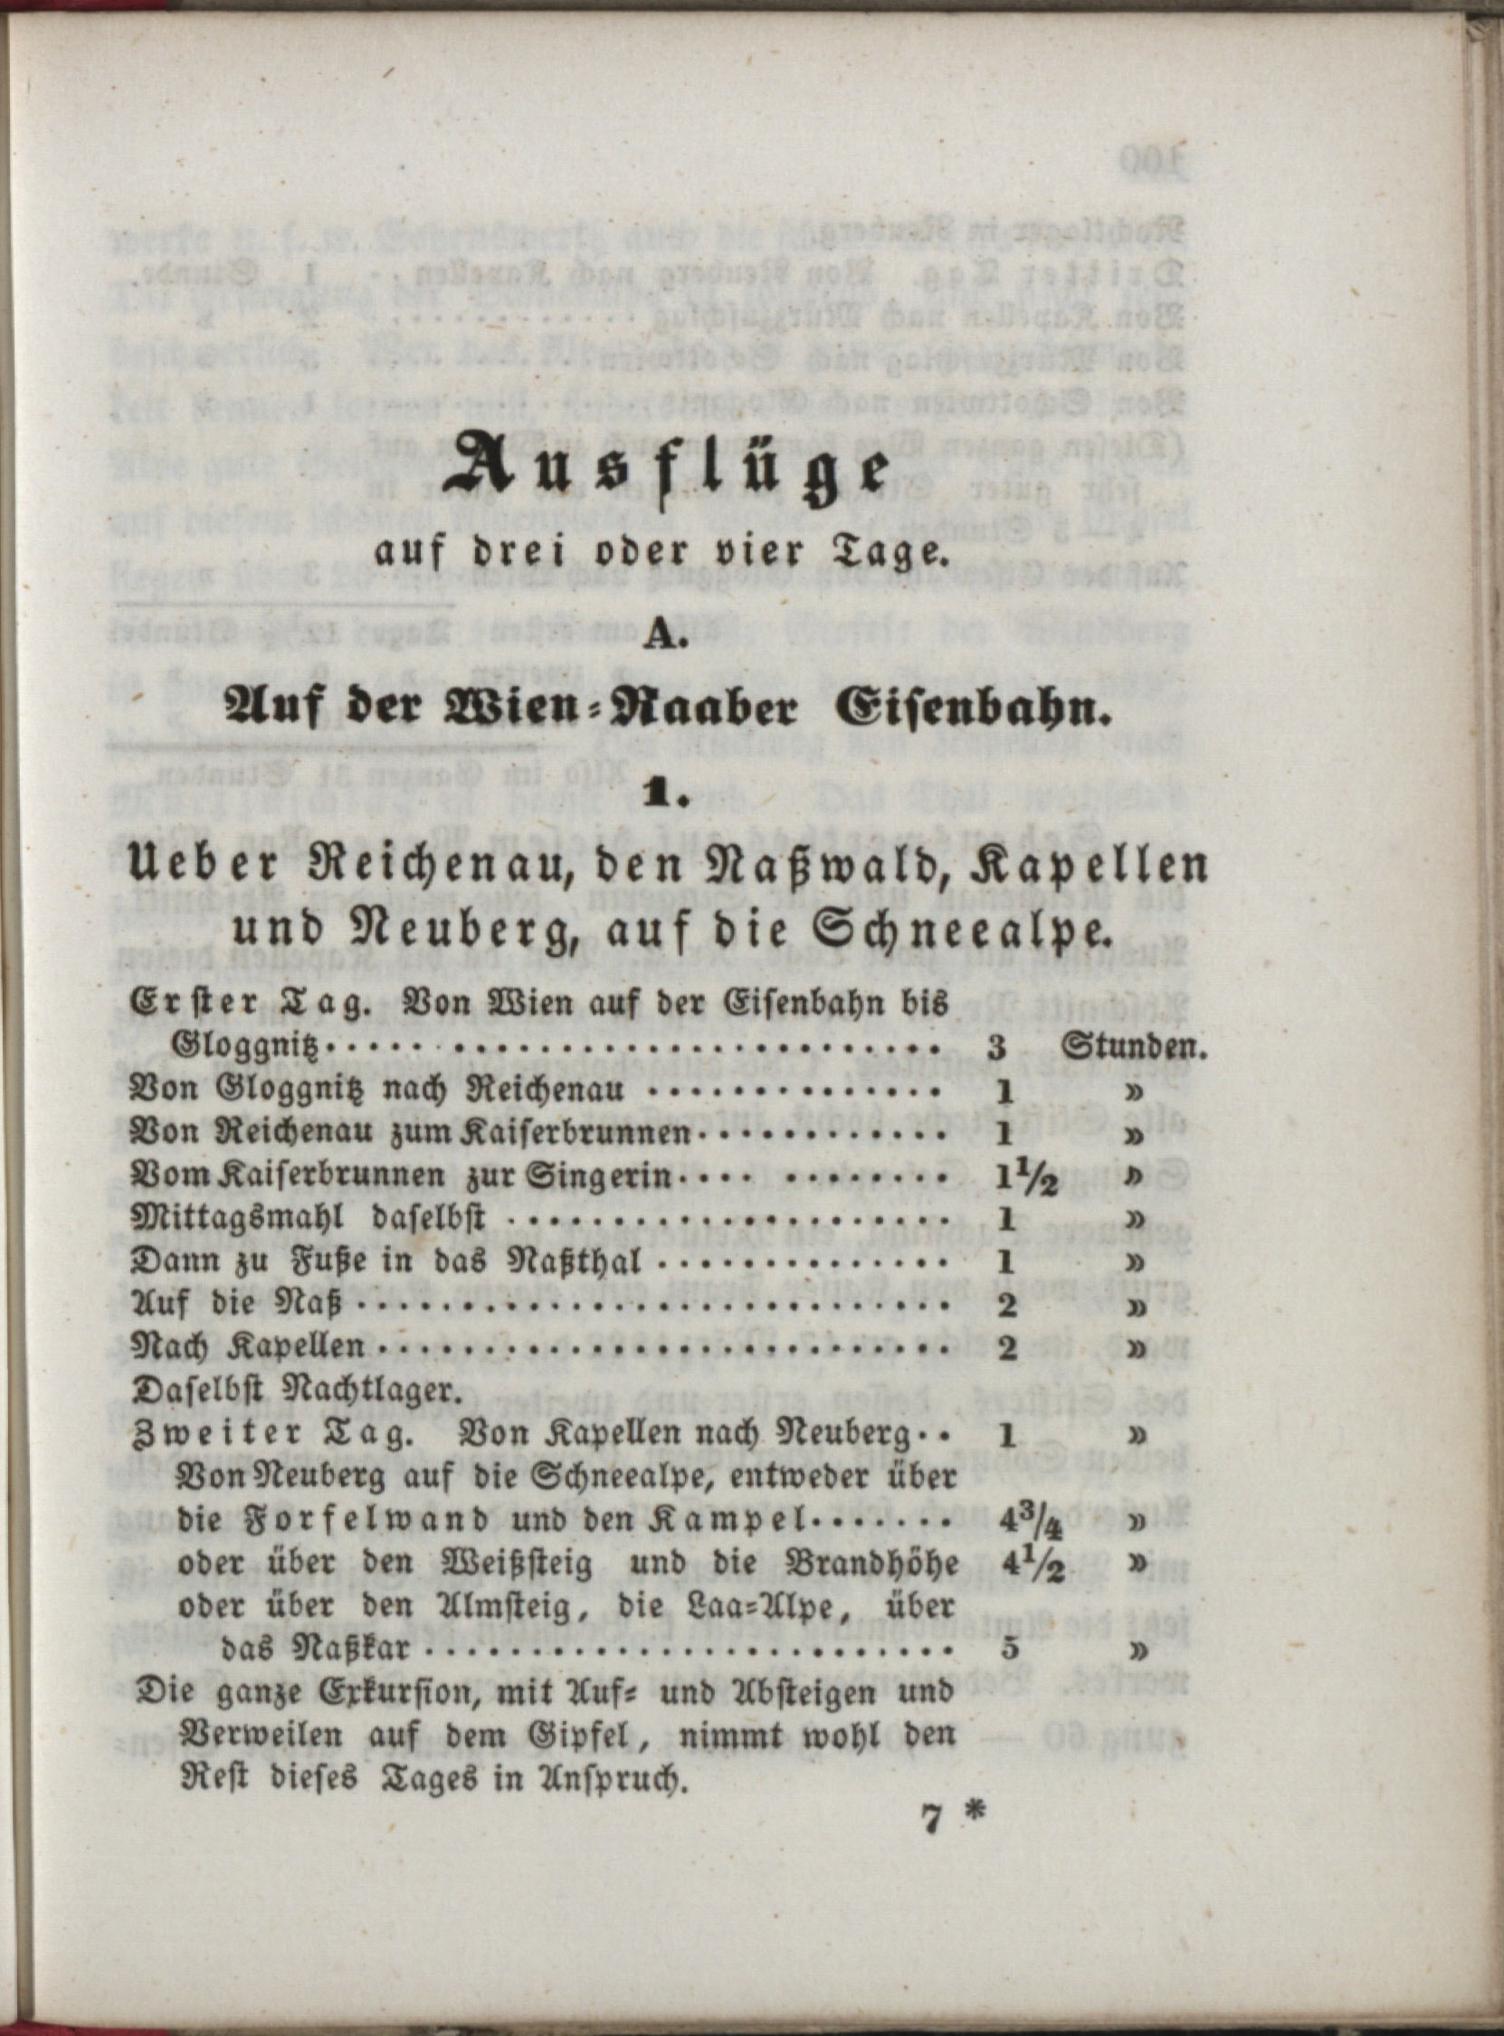 Ausflüge
auf drei oder vier Tage.
A.
Auf der Wien-Raaber Eisenbahn.
1.
Ueber Reichenau, den Naßwald, Kapellen
und Neuberg, auf die Schneealpe.
Erster Tag. Von Wien auf der Eisenbahn bis
Gloggnitz 3 Stunden.
Von Gloggnitz nach Reichenau 1 »
Von Reichenau zum Kaiserbrunnen 1 »
Vom Kaiserbrunnen zur Singerin 1 1/2 »
Mittagsmahl daselbst 1 »
Dann zu Fuße in das Naßthal 1 »
Auf die Naß 2 »
Nach Kapellen 2 »
Daselbst Nachtlager.
Zweiter Tag. Von Kapellen nach Neuberg 1 »
Von Neuberg auf die Schneealpe, entweder über
die Forfelwand und den Kampel 4 3/4 »
oder über den Weißsteig und die Brandhöhe 4 1/2 »
oder über den Almsteig, die Laa-Alpe, über
das Naßkar 5 »
Die ganze Exkursion, mit Auf- und Absteigen und
Verweilen auf dem Gipfel, nimmt wohl den
Rest dieses Tages in Anspruch.
7 *